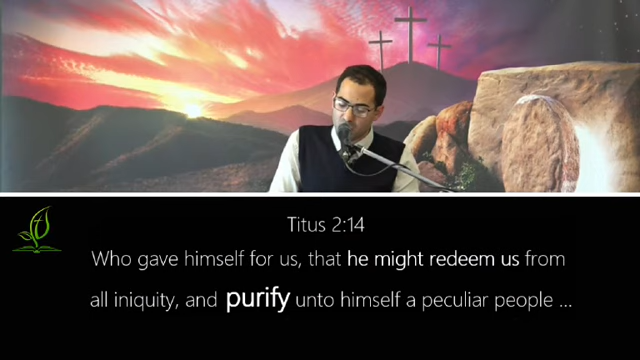 Titus 2:14
Who gave himself for us, that he might redeem us from
all iniquity, and purify unto himself a peculiar people ...